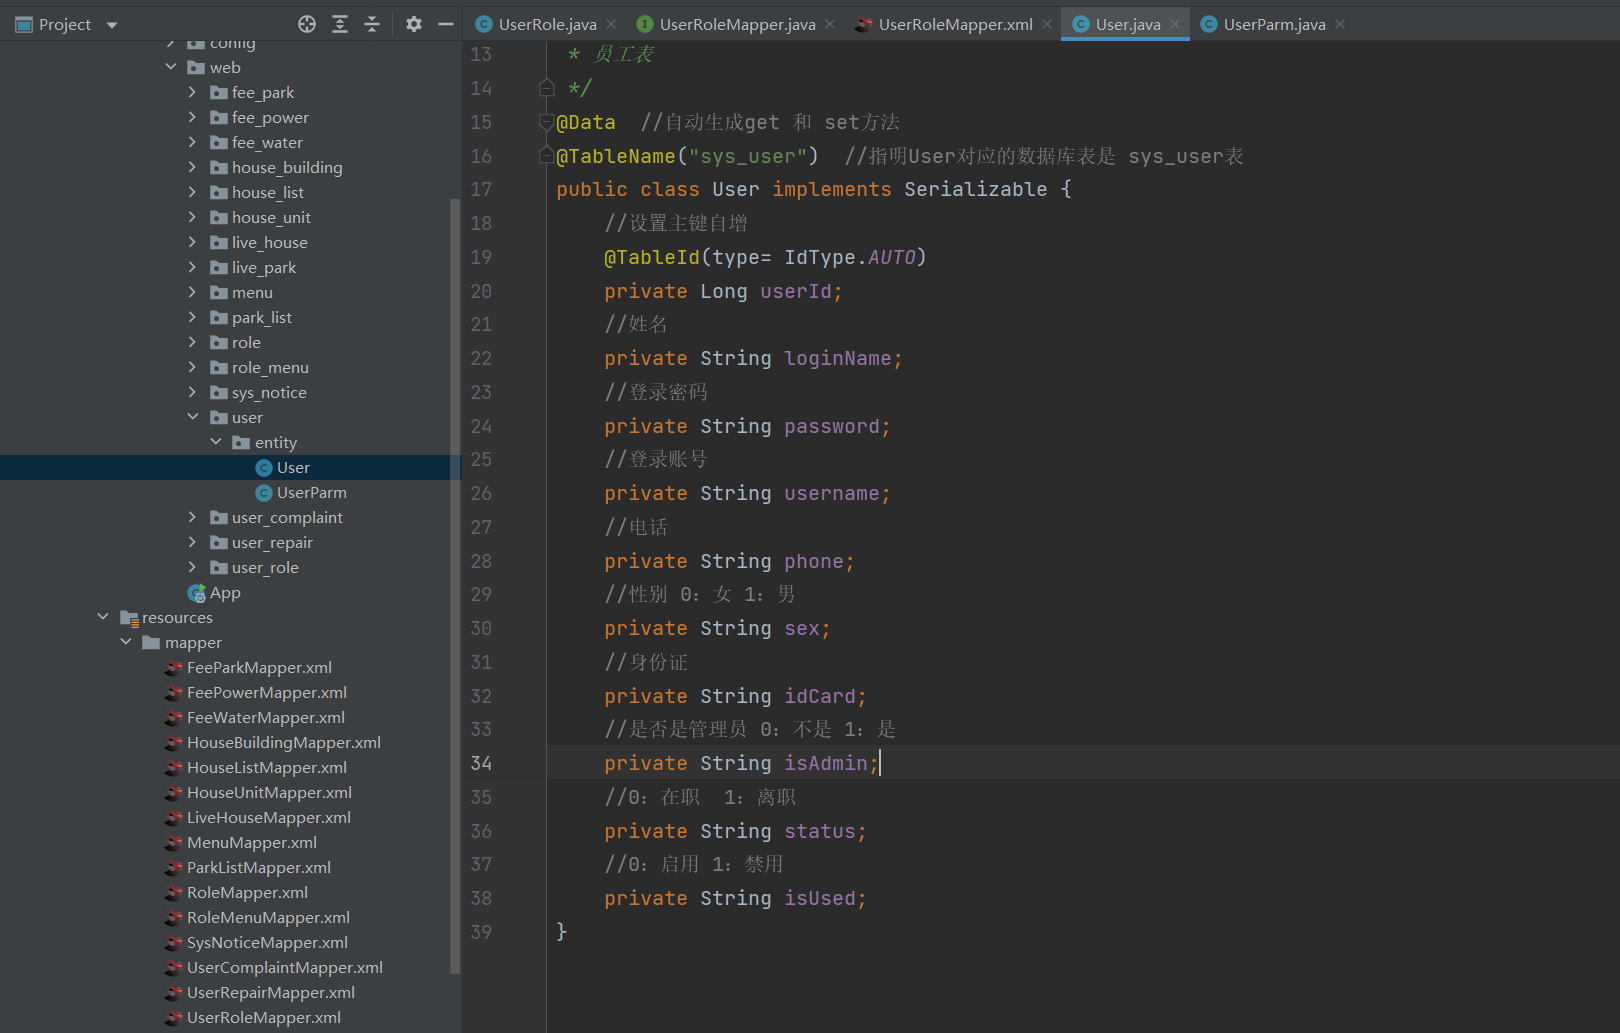 Project
UserRole.java
UserRoleMapper.java
UserRoleMapper.xml
User.java
UserParm.java
config
web
fee_park
fee_power
fee_water
house_building
house_list
house_unit
live_house
live_park
menu
park_list
role
role_menu
sys_notice
user
entity
User
UserParm
user_complaint
user_repair
user_role
App
resources
mapper
FeeParkMapper.xml
FeePowerMapper.xml
FeeWaterMapper.xml
HouseBuildingMapper.xml
HouseListMapper.xml
HouseUnitMapper.xml
LiveHouseMapper.xml
MenuMapper.xml
ParkListMapper.xml
RoleMapper.xml
RoleMenuMapper.xml
SysNoticeMapper.xml
UserComplaintMapper.xml
UserRepairMapper.xml
UserRoleMapper.xml
13 * 员工表
14 */
15 @Data  //自动生成get 和 set方法
16 @TableName("sys_user")  //指明User对应的数据库表是 sys_user表
17 public class User implements Serializable {
18 //设置主键自增
19 @TableId(type= IdType.AUTO)
20 private Long userId;
21 //姓名
22 private String loginName;
23 //登录密码
24 private String password;
25 //登录账号
26 private String username;
27 //电话
28 private String phone;
29 //性别 0：女 1：男
30 private String sex;
31 //身份证
32 private String idCard;
33 //是否是管理员 0：不是 1：是
34 private String isAdmin;
35 //0：在职  1：离职
36 private String status;
37 //0：启用 1：禁用
38 private String isUsed;
39 }